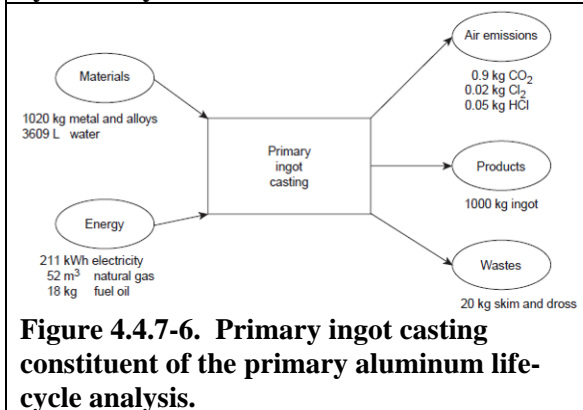 Materials
1020 kg metal and alloys
3609 L water
Energy
211 kWh electricity
52 m³ natural gas
18 kg fuel oil
Primary
ingot
casting
Air emissions
0.9 kg CO₂
0.02 kg Cl₂
0.05 kg HCl
Products
1000 kg ingot
Wastes
20 kg skim and dross
Figure 4.4.7-6. Primary ingot casting
constituent of the primary aluminum life-
cycle analysis.